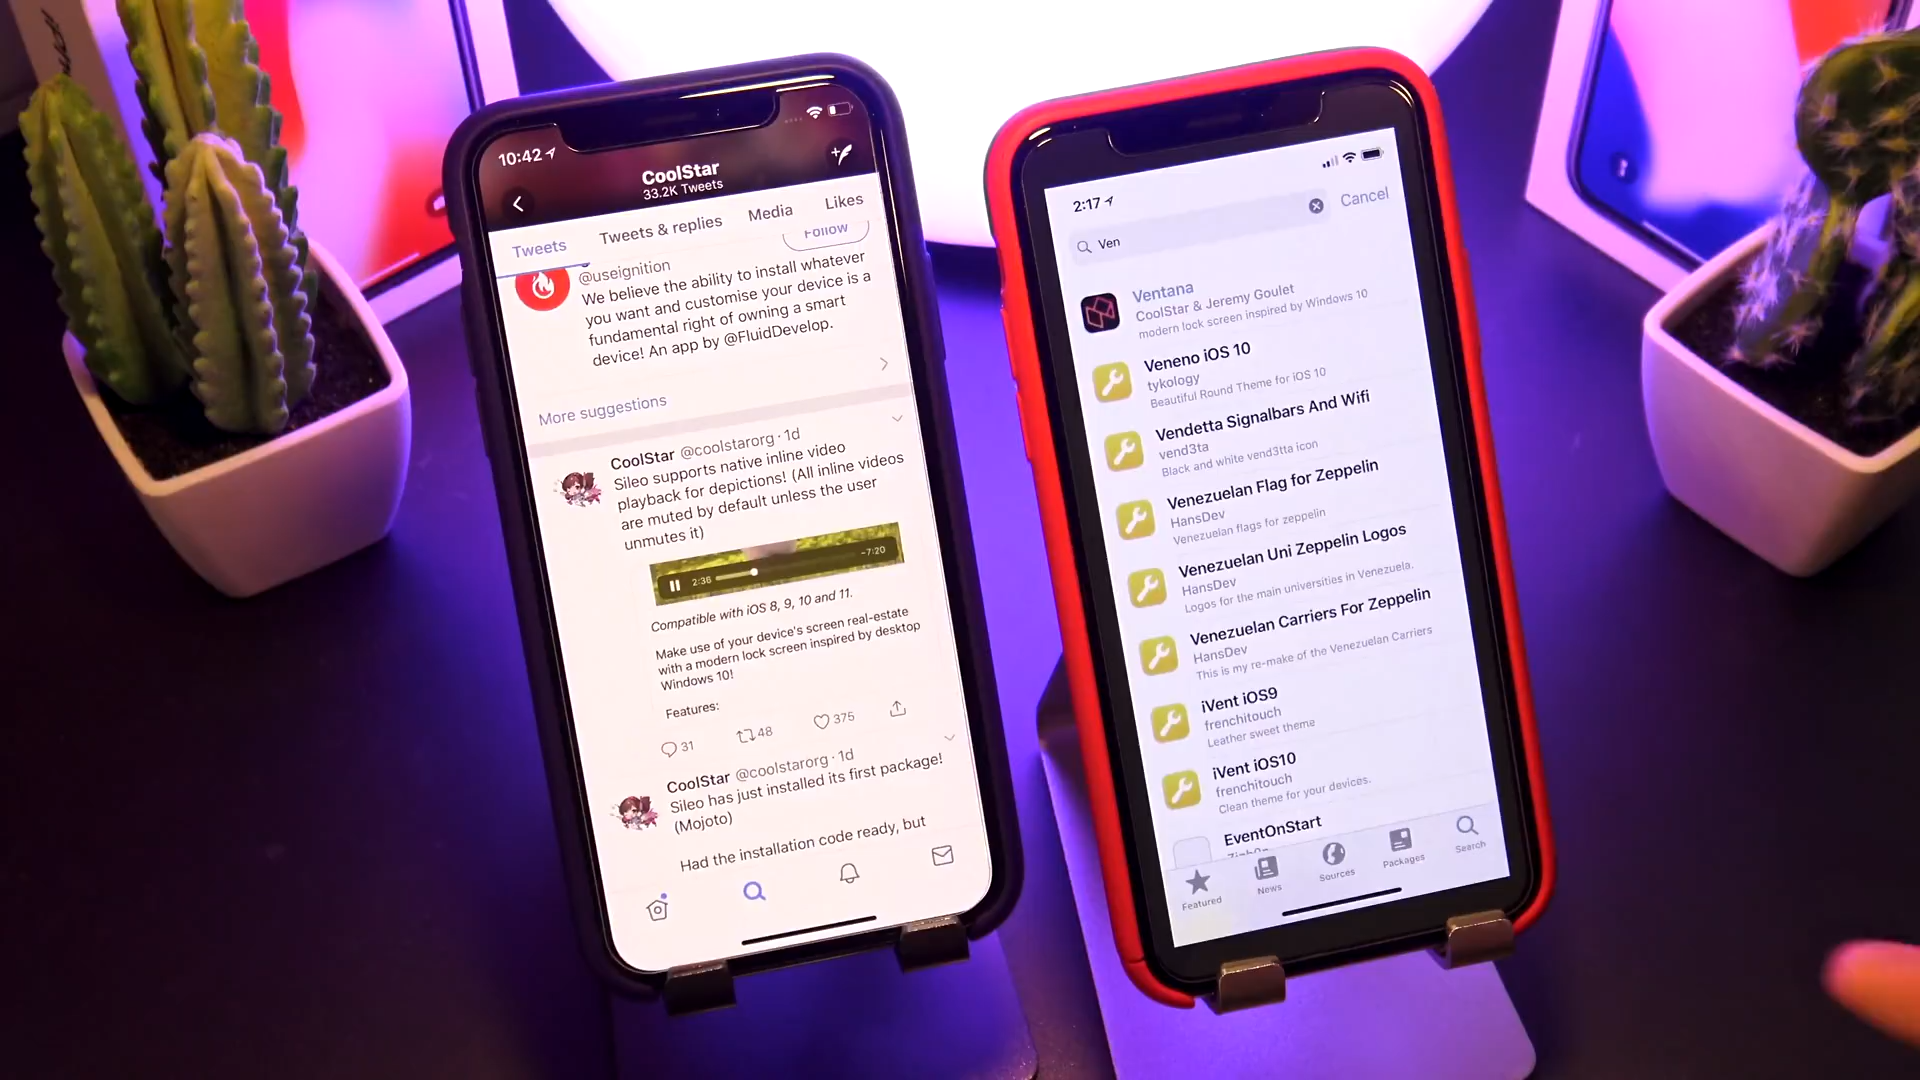 10:42
CoolStar
33.2K Tweets
Tweets
Tweets & replies
Media
Likes
Follow
@useignition
We believe the ability to install whatever
you want and customise your device is a
fundamental right of owning a smart
device! An app by @FluidDevelop.
More suggestions
CoolStar @coolstarorg · 1d
Sileo supports native inline video
playback for depictions! (All inline videos
are muted by default unless the user
unmutes it)
2:36
-7:20
Compatible with iOS 8, 9, 10 and 11.
Make use of your device's screen real-estate
with a modern lock screen inspired by desktop
Windows 10!
Features:
31
48
375
CoolStar @coolstarorg · 1d
Sileo has just installed its first package!
(Mojoto)
Had the installation code ready, but
2:17
Ven
Cancel
Ventana
CoolStar & Jeremy Goulet
modern lock screen inspired by Windows 10
Veneno iOS 10
tykology
Beautiful Round Theme for iOS 10
Vendetta Signalbars And Wifi
vend3ta
Black and white vend3tta icon
Venezuelan Flag for Zeppelin
HansDev
Venezuelan flags for zeppelin
Venezuelan Uni Zeppelin Logos
HansDev
Logos for the main universities in Venezuela.
Venezuelan Carriers For Zeppelin
HansDev
This is my re-make of the Venezuelan Carriers
iVent iOS9
frenchitouch
Leather sweet theme
iVent iOS10
frenchitouch
Clean theme for your devices.
EventOnStart
Featured
News
Sources
Packages
Search